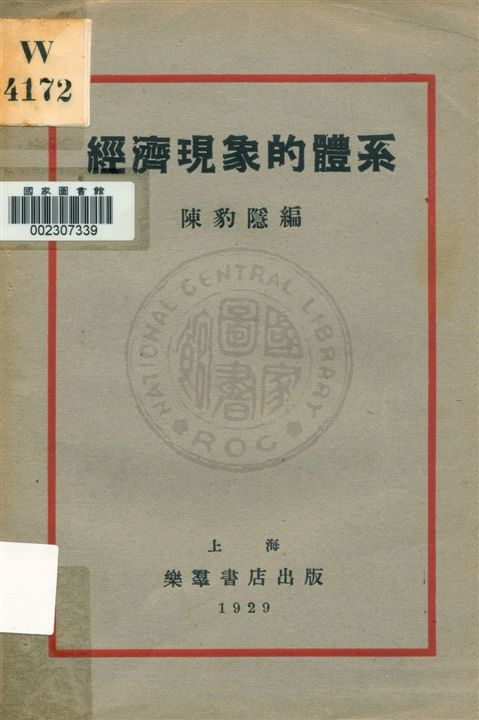 W
4172
經濟現象的體系
國家圖書館
002307339
陳豹隱編
NATIONAL CENTRAL LIBRARY
國家圖書館
ROC
上海
樂羣書店出版
1929